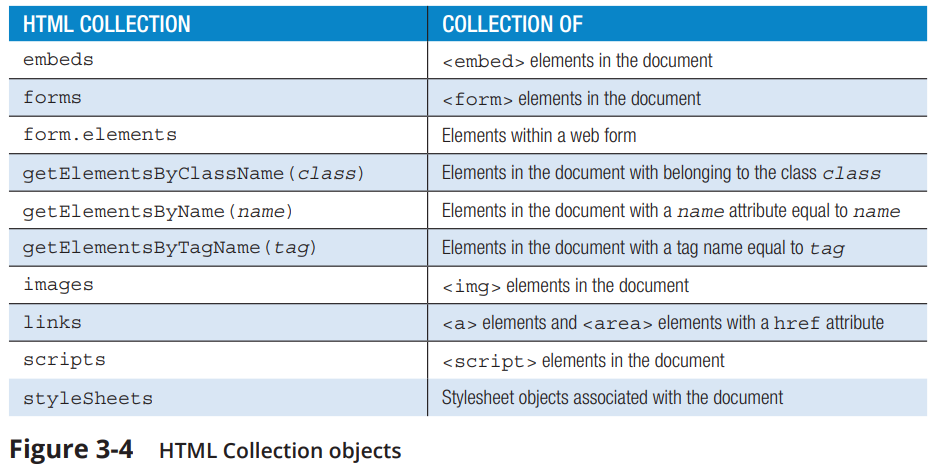 HTML COLLECTION COLLECTION OF
embeds <embed> elements in the document
forms <form> elements in the document
form.elements Elements within a web form
getElementsByClassName(class) Elements in the document with belonging to the class class
getElementsByName(name) Elements in the document with a name attribute equal to name
getElementsByTagName(tag) Elements in the document with a tag name equal to tag
images <img> elements in the document
links <a> elements and <area> elements with a href attribute
scripts <script> elements in the document
styleSheets Stylesheet objects associated with the document
Figure 3-4 HTML Collection objects